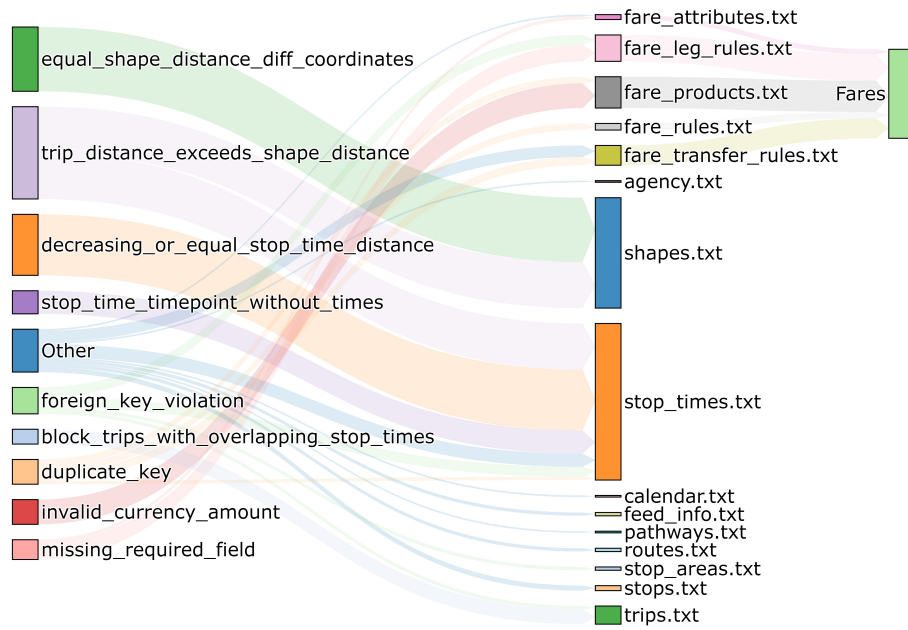 equal_shape_distance_diff_coordinates
trip_distance_exceeds_shape_distance
decreasing_or_equal_stop_time_distance
stop_time_timepoint_without_times
Other
foreign_key_violation
block_trips_with_overlapping_stop_times
duplicate_key
invalid_currency_amount
missing_required_field
fare_attributes.txt
fare_leg_rules.txt
fare_products.txt
fare_rules.txt
fare_transfer_rules.txt
agency.txt
shapes.txt
stop_times.txt
calendar.txt
feed_info.txt
pathways.txt
routes.txt
stop_areas.txt
stops.txt
trips.txt
Fares